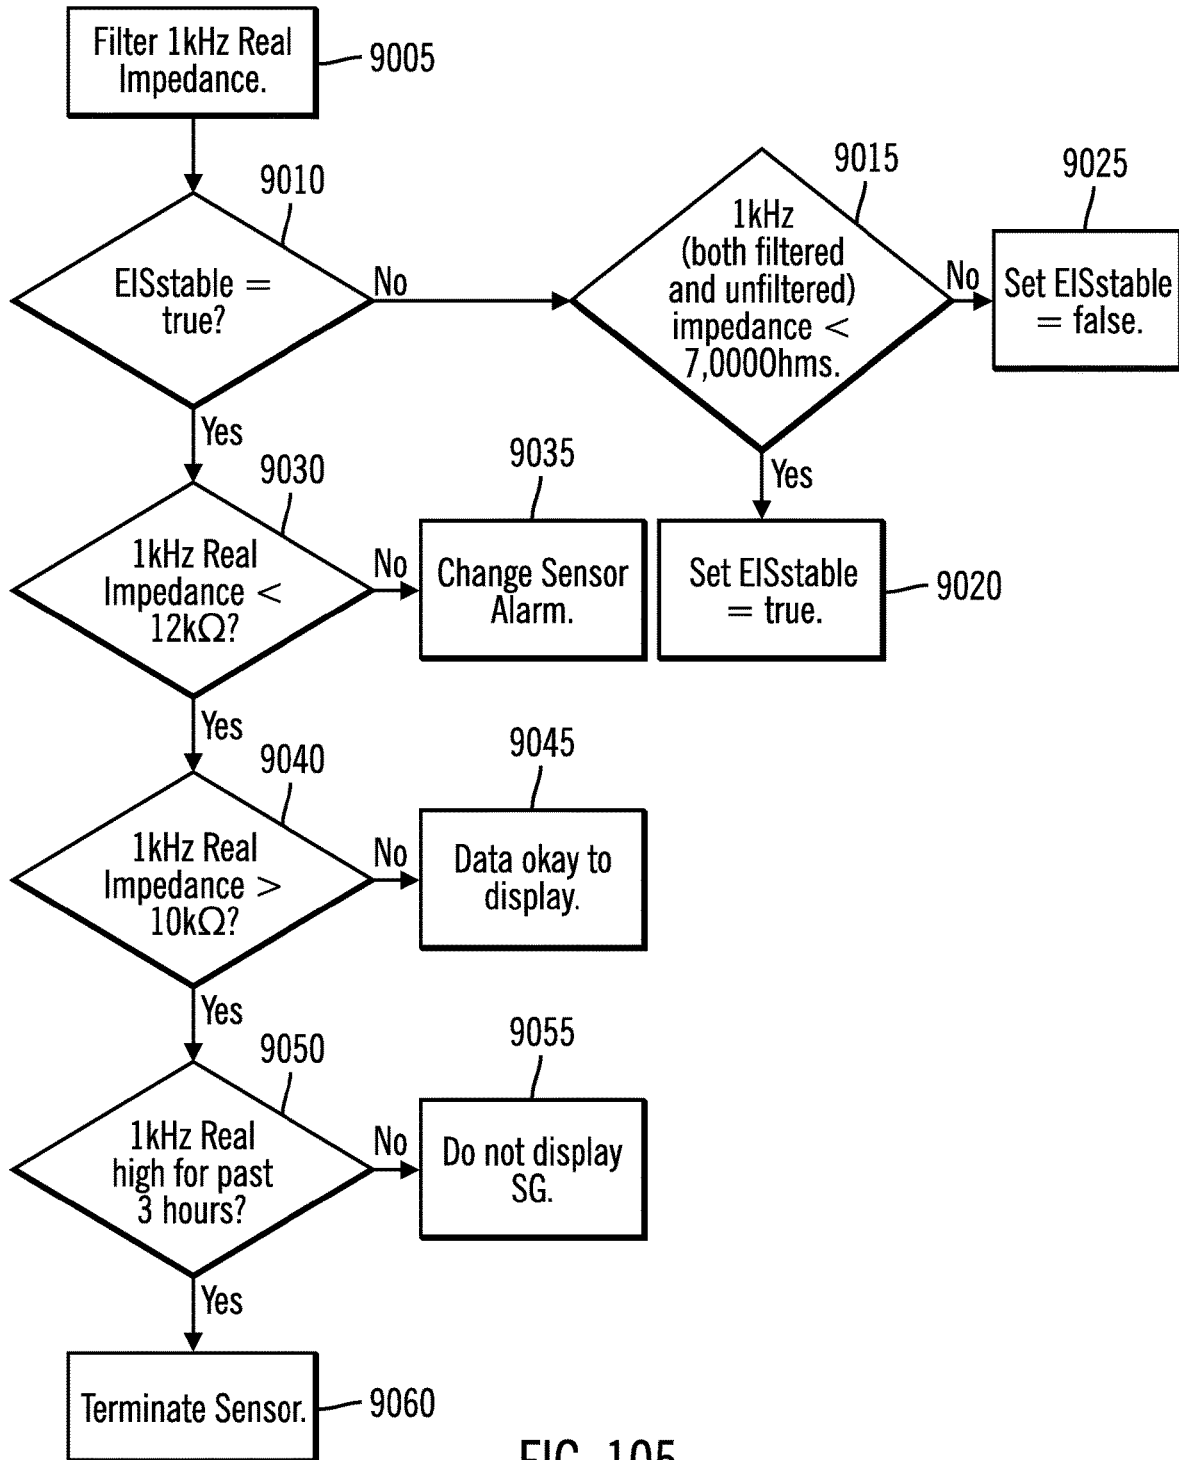 Filter 1kHz Real
Impedance.
9005
9010
EISstable =
true?
No
9015
1kHz
(both filtered
and unfiltered)
impedance <
7,000Ohms.
No
9025
Set EISstable
= false.
Yes
9030
1kHz Real
Impedance <
12kΩ?
No
9035
Change Sensor
Alarm.
Yes
Set EISstable
= true.
9020
Yes
9040
1kHz Real
Impedance >
10kΩ?
No
9045
Data okay to
display.
Yes
9050
1kHz Real
high for past
3 hours?
No
9055
Do not display
SG.
Yes
Terminate Sensor.
9060
FIG. 105